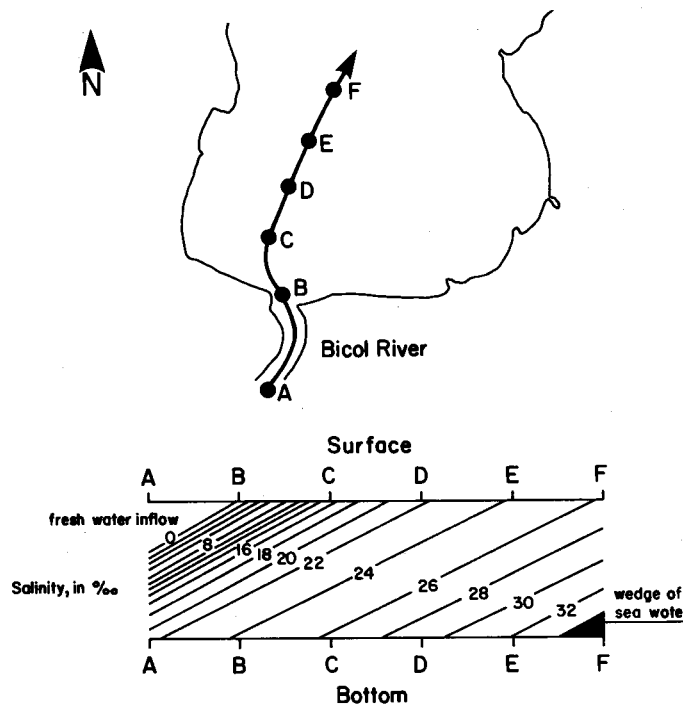 N
F
E
D
C
B
Bicol River
A
Surface
A B C D E F
fresh water inflow
0 8 16 18 20 22 24 26 28 30 32
Salinity, in ‰
wedge of
sea wate
A B C D E F
Bottom